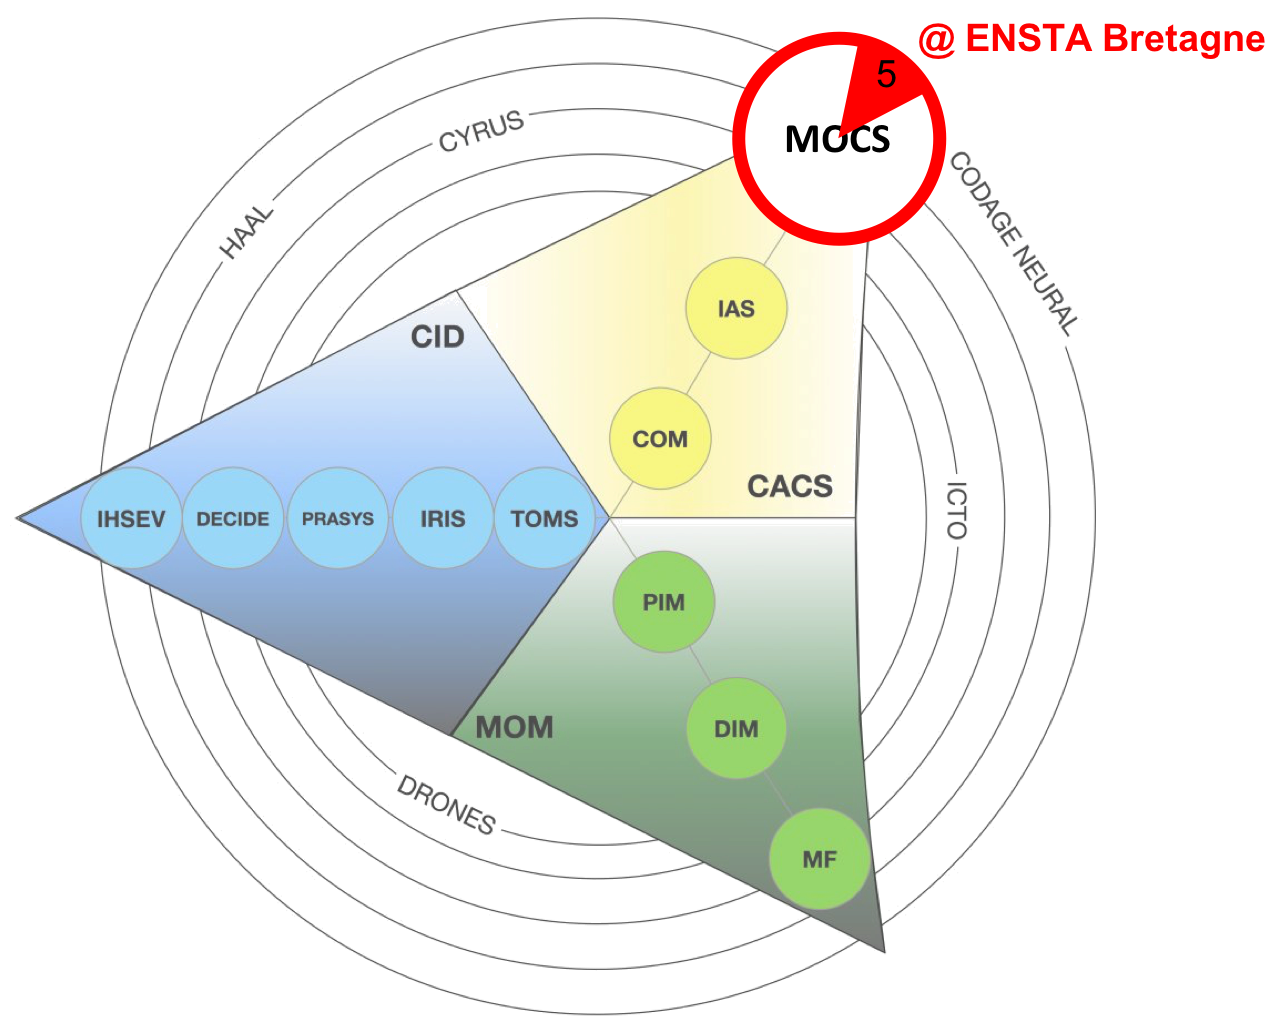 @ ENSTA Bretagne
5
MOCS
CYRUS
HAAL
CODAGE NEURAL
IAS
CID
COM
CACS
IHSEV
DECIDE
PRASYS
IRIS
TOMS
ICTO
PIM
MOM
DIM
DRONES
MF